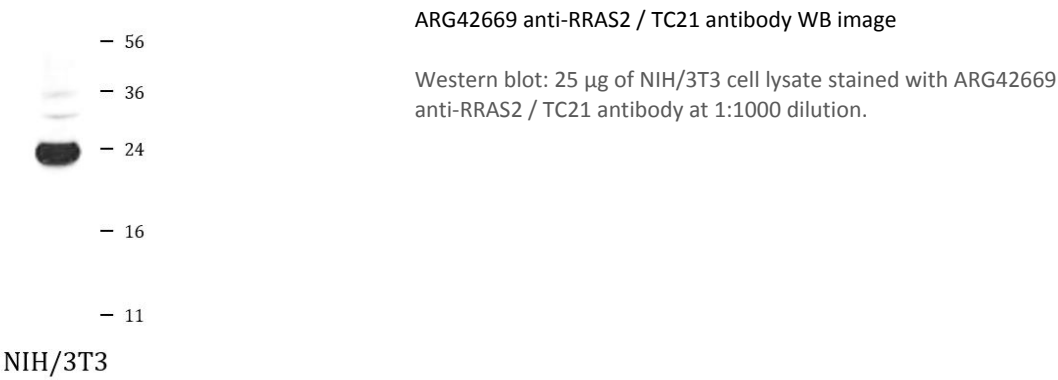 ARG42669 anti-RRAS2 / TC21 antibody WB image
Western blot: 25 µg of NIH/3T3 cell lysate stained with ARG42669
anti-RRAS2 / TC21 antibody at 1:1000 dilution.
– 56
– 36
– 24
– 16
– 11
NIH/3T3